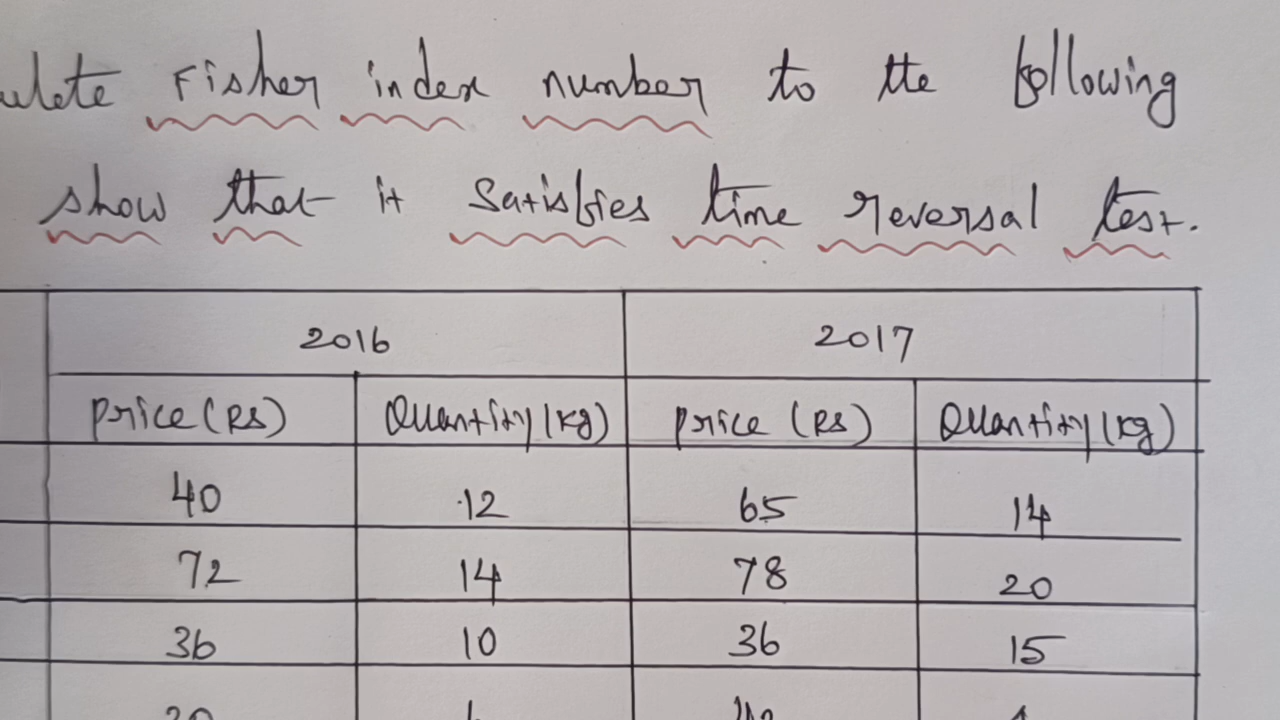 Fisher index number to the following
show that it satisfies time reversal test.
2016 2017
Price (Rs) Quantity (kg) Price (Rs) Quantity (kg)
40 12 65 14
72 14 78 20
36 10 36 15